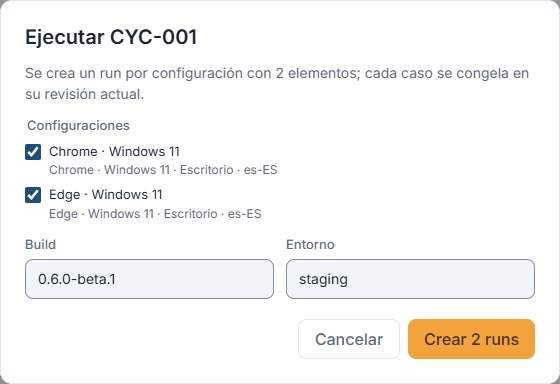 Ejecutar CYC-001
Se crea un run por configuración con 2 elementos; cada caso se congela en
su revisión actual.
Configuraciones
Chrome · Windows 11
Chrome · Windows 11 · Escritorio · es-ES
Edge · Windows 11
Edge · Windows 11 · Escritorio · es-ES
Build
Entorno
0.6.0-beta.1
staging
Cancelar
Crear 2 runs